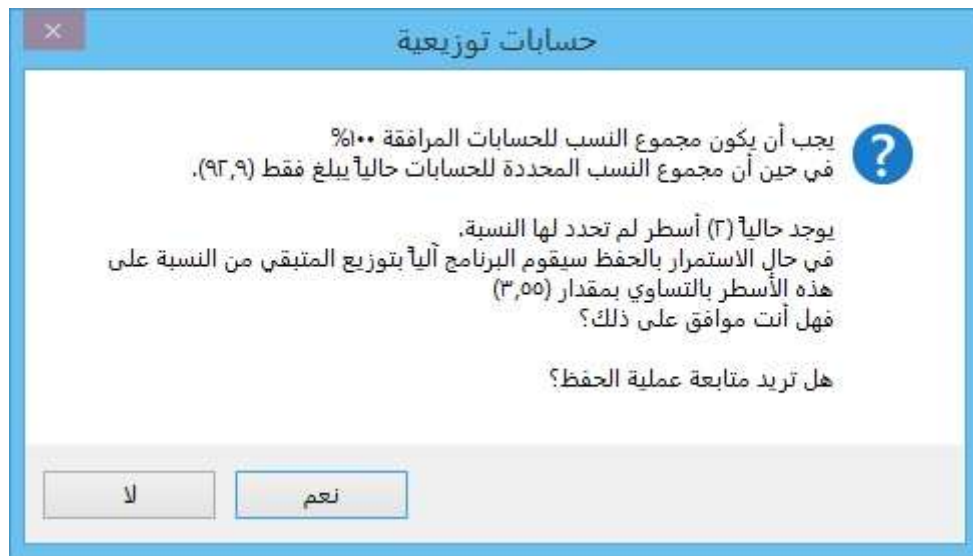 حسابات توزيعية
يجب أن يكون مجموع النسب للحسابات المرافقة ١٠٠%
في حين أن مجموع النسب المحددة للحسابات حالياً يبلغ فقط (٩٢,٩).
يوجد حالياً (٢) أسطر لم تحدد لها النسبة.
في حال الاستمرار بالحفظ سيقوم البرنامج آلياً بتوزيع المتبقي من النسبة على
هذه الأسطر بالتساوي بمقدار (٣,٥٥)
فهل أنت موافق على ذلك؟
هل تريد متابعة عملية الحفظ؟
نعم
لا